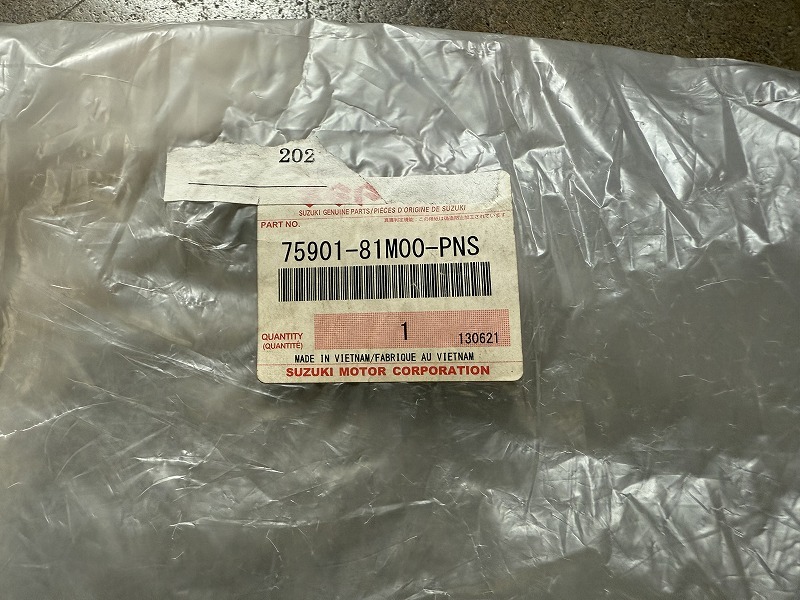 202
SUZUKI GENUINE PARTS/PIÈCES D'ORIGINE DE SUZUKI
PART NO.
75901-81M00-PNS
QUANTITY
(QUANTITÉ)
1
130621
MADE IN VIETNAM/FABRIQUE AU VIETNAM
SUZUKI MOTOR CORPORATION